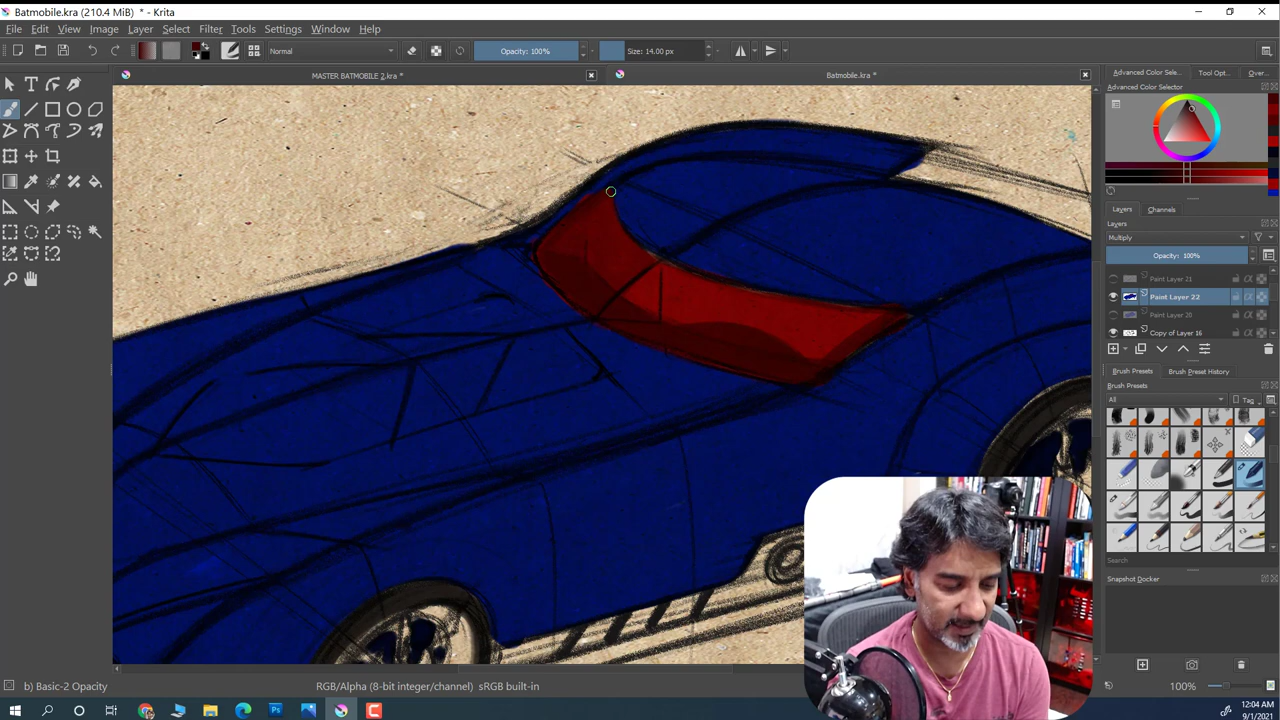 Batmobile.kra (210.4 MiB) * - Krita
File Edit View Image Layer Select Filter Tools Settings Window Help
Normal Opacity: 100% Size: 14.00 px
MASTER BATMOBILE 2.kra * Batmobile.kra *
Advanced Color Sele... Tool Opt... Over...
Advanced Color Selector
Layers Channels
Layers
Multiply
Opacity: 100%
Paint Layer 21
Paint Layer 22
Paint Layer 20
Copy of Layer 16
Brush Presets Brush Preset History
Brush Presets
All Tag
Search
Snapshot Docker
b) Basic-2 Opacity RGB/Alpha (8-bit integer/channel) sRGB built-in 100%
12:04 AM
9/1/2021